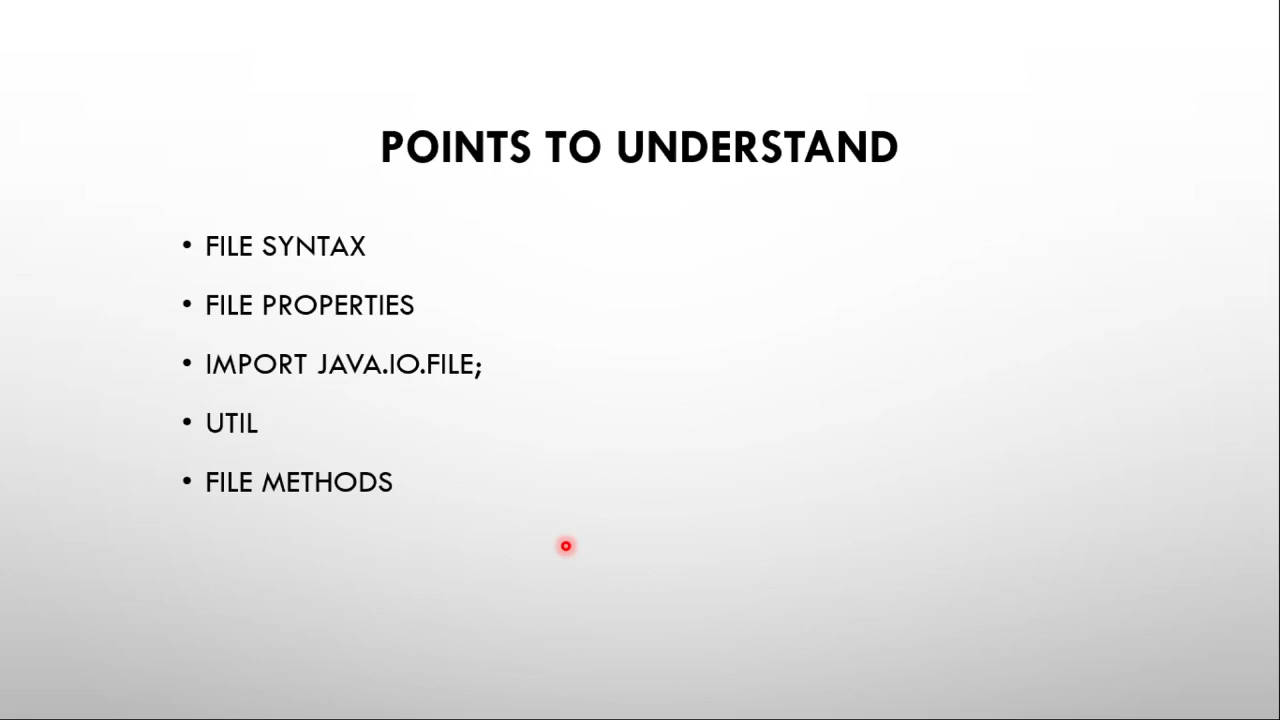 POINTS TO UNDERSTAND
• FILE SYNTAX
• FILE PROPERTIES
• IMPORT JAVA.IO.FILE;
• UTIL
• FILE METHODS